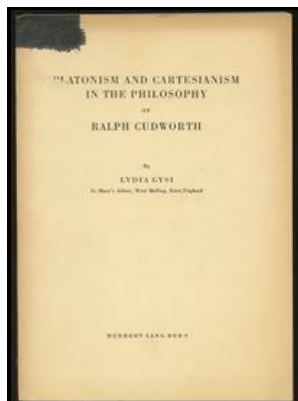 PLATONISM AND CARTESIANISM
IN THE PHILOSOPHY
OF
RALPH CUDWORTH
By
LYDIA GYSI
St. Mary's Abbey, West Malling, Kent/England
HERBERT LANG BERN